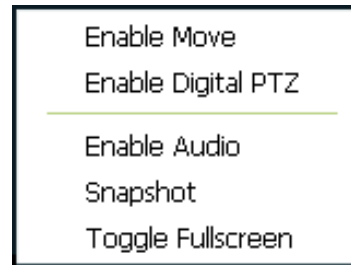 Enable Move
Enable Digital PTZ
Enable Audio
Snapshot
Toggle Fullscreen